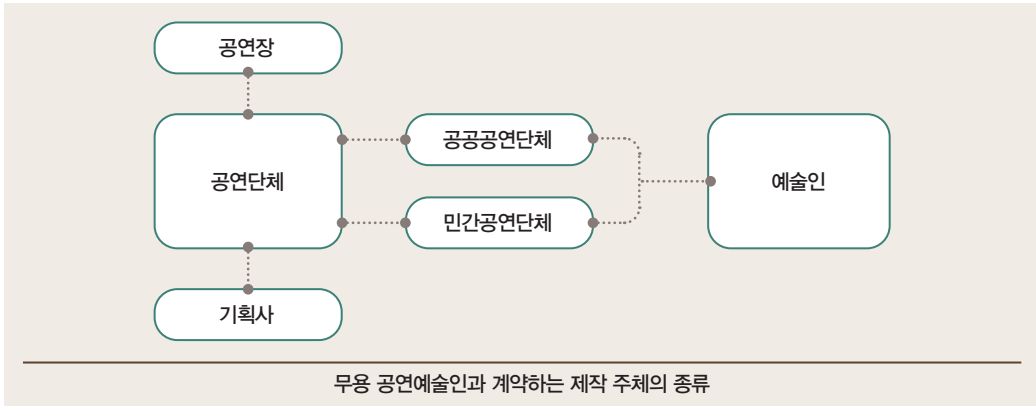 공연장
공연단체
공공공연단체
민간공연단체
예술인
기획사
무용 공연예술인과 계약하는 제작 주체의 종류